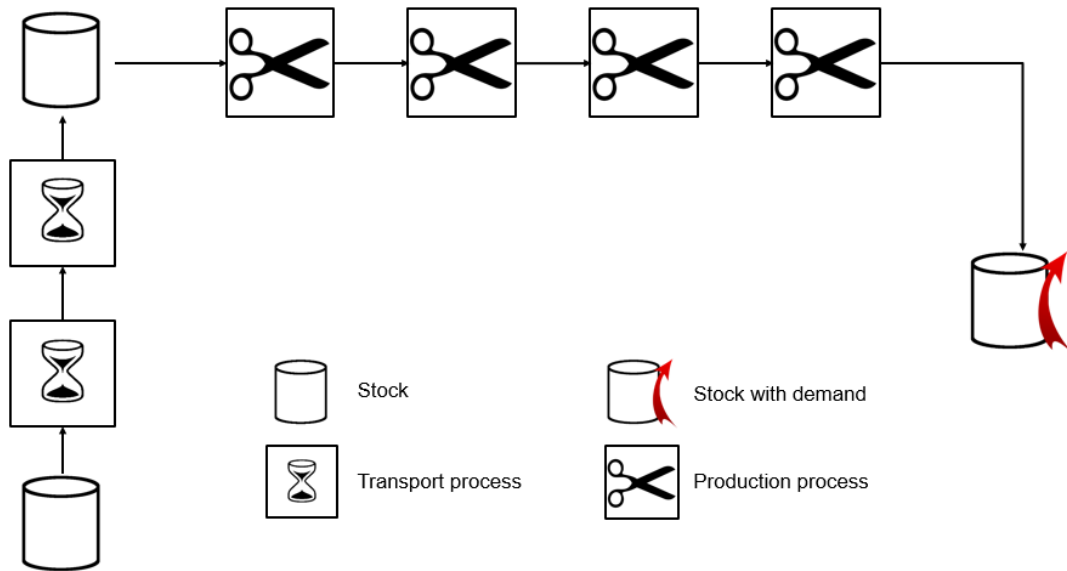 Stock
Stock with demand
Transport process
Production process